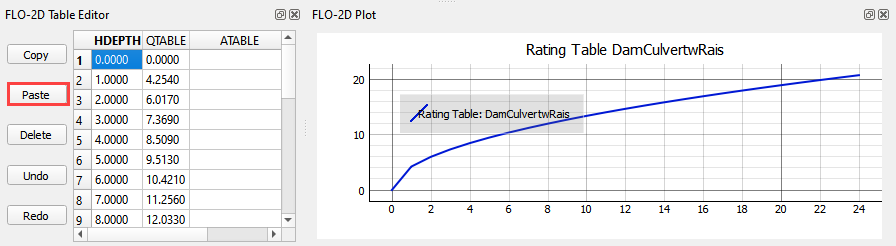 FLO-2D Table Editor
Copy
Paste
Delete
Undo
Redo
HDEPTH QTABLE ATABLE
1 0.0000 0.0000
2 1.0000 4.2540
3 2.0000 6.0170
4 3.0000 7.3690
5 4.0000 8.5090
6 5.0000 9.5130
7 6.0000 10.4210
8 7.0000 11.2560
9 8.0000 12.0330
FLO-2D Plot
Rating Table DamCulvertwRais
20
10
0
Rating Table: DamCulvertwRais
0 2 4 6 8 10 12 14 16 18 20 22 24